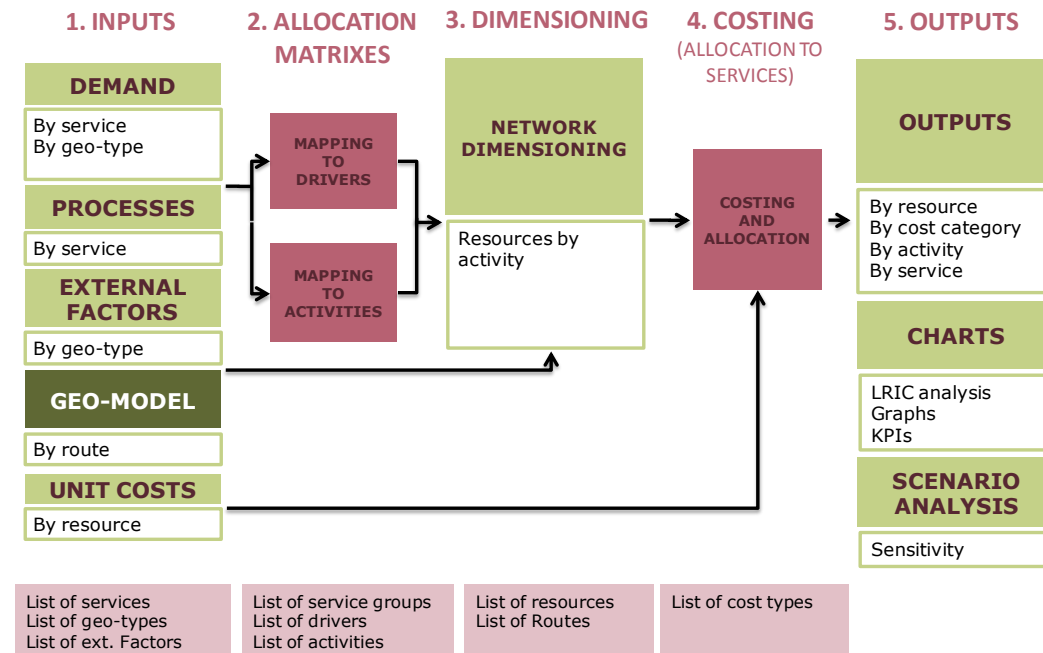 1. INPUTS
DEMAND
By service
By geo-type
PROCESSES
By service
EXTERNAL
FACTORS
By geo-type
GEO-MODEL
By route
UNIT COSTS
By resource
List of services
List of geo-types
List of ext. Factors
2. ALLOCATION
MATRIXES
MAPPING
TO
DRIVERS
MAPPING
TO
ACTIVITIES
List of service groups
List of drivers
List of activities
3. DIMENSIONING
NETWORK
DIMENSIONING
Resources by
activity
List of resources
List of Routes
4. COSTING
(ALLOCATION TO
SERVICES)
COSTING
AND
ALLOCATION
List of cost types
5. OUTPUTS
OUTPUTS
By resource
By cost category
By activity
By service
CHARTS
LRIC analysis
Graphs
KPIs
SCENARIO
ANALYSIS
Sensitivity